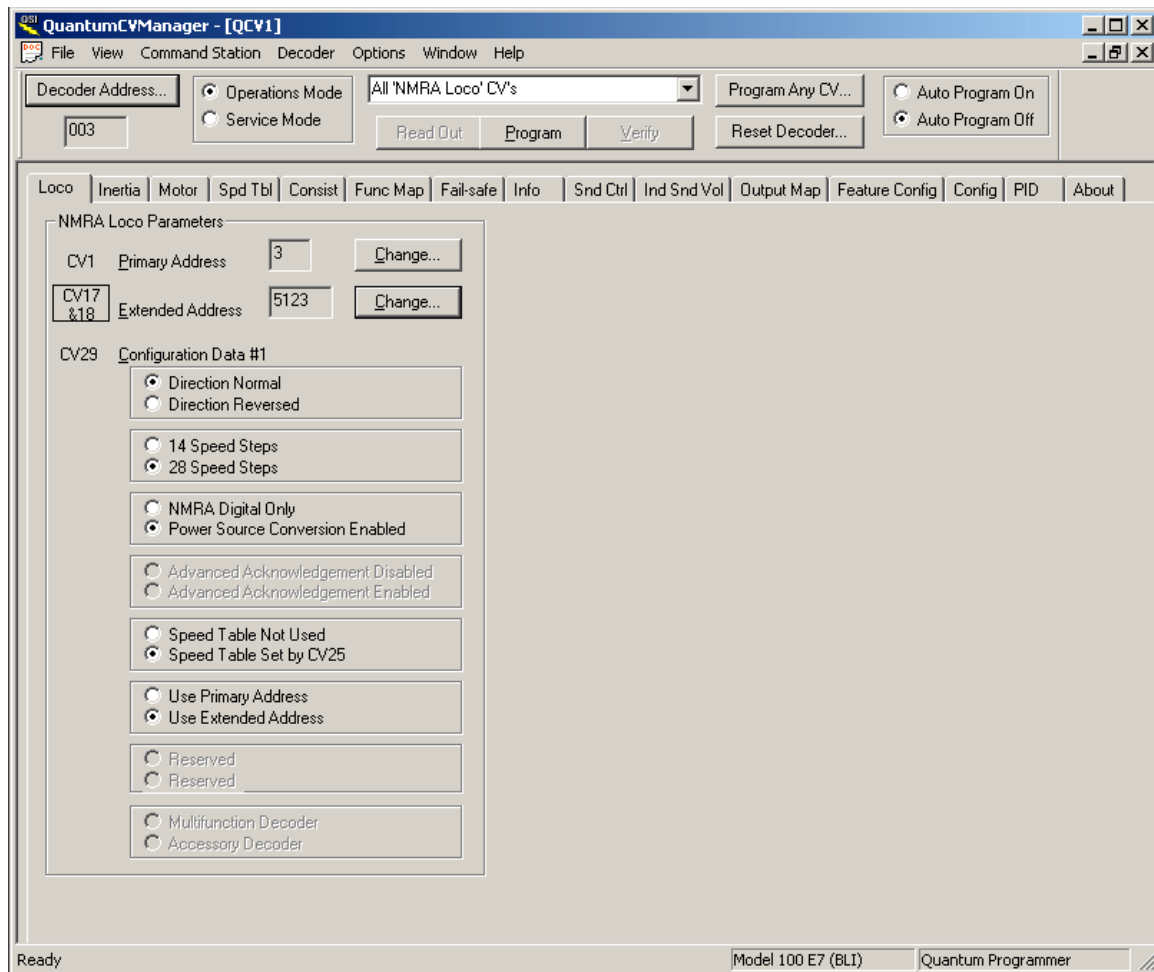 QSI QuantumCVManager - [QCV1]
DOC File View Command Station Decoder Options Window Help
Decoder Address...
003
Operations Mode
Service Mode
All 'NMRA Loco' CV's
Read Out Program Verify
Program Any CV...
Reset Decoder...
Auto Program On
Auto Program Off
Loco Inertia Motor Spd Tbl Consist Func Map Fail-safe Info Snd Ctrl Ind Snd Vol Output Map Feature Config Config PID About
NMRA Loco Parameters
CV1 Primary Address 3 Change...
CV17
&18
Extended Address 5123 Change...
CV29 Configuration Data #1
Direction Normal
Direction Reversed
14 Speed Steps
28 Speed Steps
NMRA Digital Only
Power Source Conversion Enabled
Advanced Acknowledgement Disabled
Advanced Acknowledgement Enabled
Speed Table Not Used
Speed Table Set by CV25
Use Primary Address
Use Extended Address
Reserved
Reserved
Multifunction Decoder
Accessory Decoder
Ready Model 100 E7 (BLI) Quantum Programmer